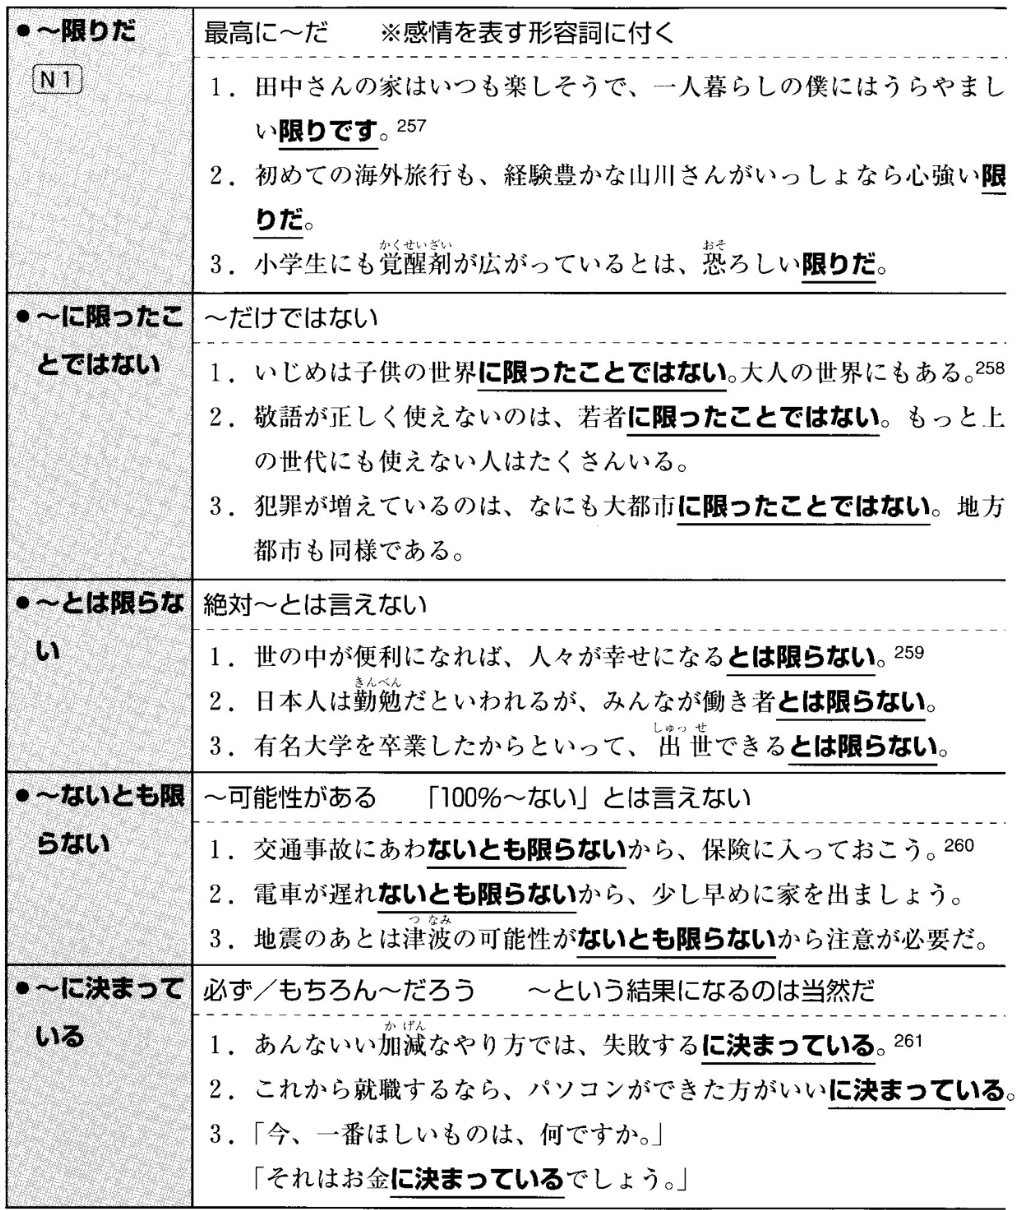 ●～限りだ
N1
最高に～だ　※感情を表す形容詞に付く
1．田中さんの家はいつも楽しそうで、一人暮らしの僕にはうらやまし
い限りです。257
2．初めての海外旅行も、経験豊かな山川さんがいっしょなら心強い限
りだ。
かくせいざい　おそ
3．小学生にも覚醒剤が広がっているとは、恐ろしい限りだ。
●～に限ったこ
とではない
～だけではない
1．いじめは子供の世界に限ったことではない。大人の世界にもある。258
2．敬語が正しく使えないのは、若者に限ったことではない。もっと上
の世代にも使えない人はたくさんいる。
3．犯罪が増えているのは、なにも大都市に限ったことではない。地方
都市も同様である。
●～とは限らな
い
絶対～とは言えない
1．世の中が便利になれば、人々が幸せになるとは限らない。259
きんべん
2．日本人は勤勉だといわれるが、みんなが働き者とは限らない。
しゅっせ
3．有名大学を卒業したからといって、出世できるとは限らない。
●～ないとも限
らない
～可能性がある　「100%～ない」とは言えない
1．交通事故にあわないとも限らないから、保険に入っておこう。260
2．電車が遅れないとも限らないから、少し早めに家を出ましょう。
つなみ
3．地震のあとは津波の可能性がないとも限らないから注意が必要だ。
●～に決まって
いる
必ず／もちろん～だろう　～という結果になるのは当然だ
かげん
1．あんないい加減なやり方では、失敗するに決まっている。261
2．これから就職するなら、パソコンができた方がいいに決まっている。
3．「今、一番ほしいものは、何ですか。」
「それはお金に決まっているでしょう。」